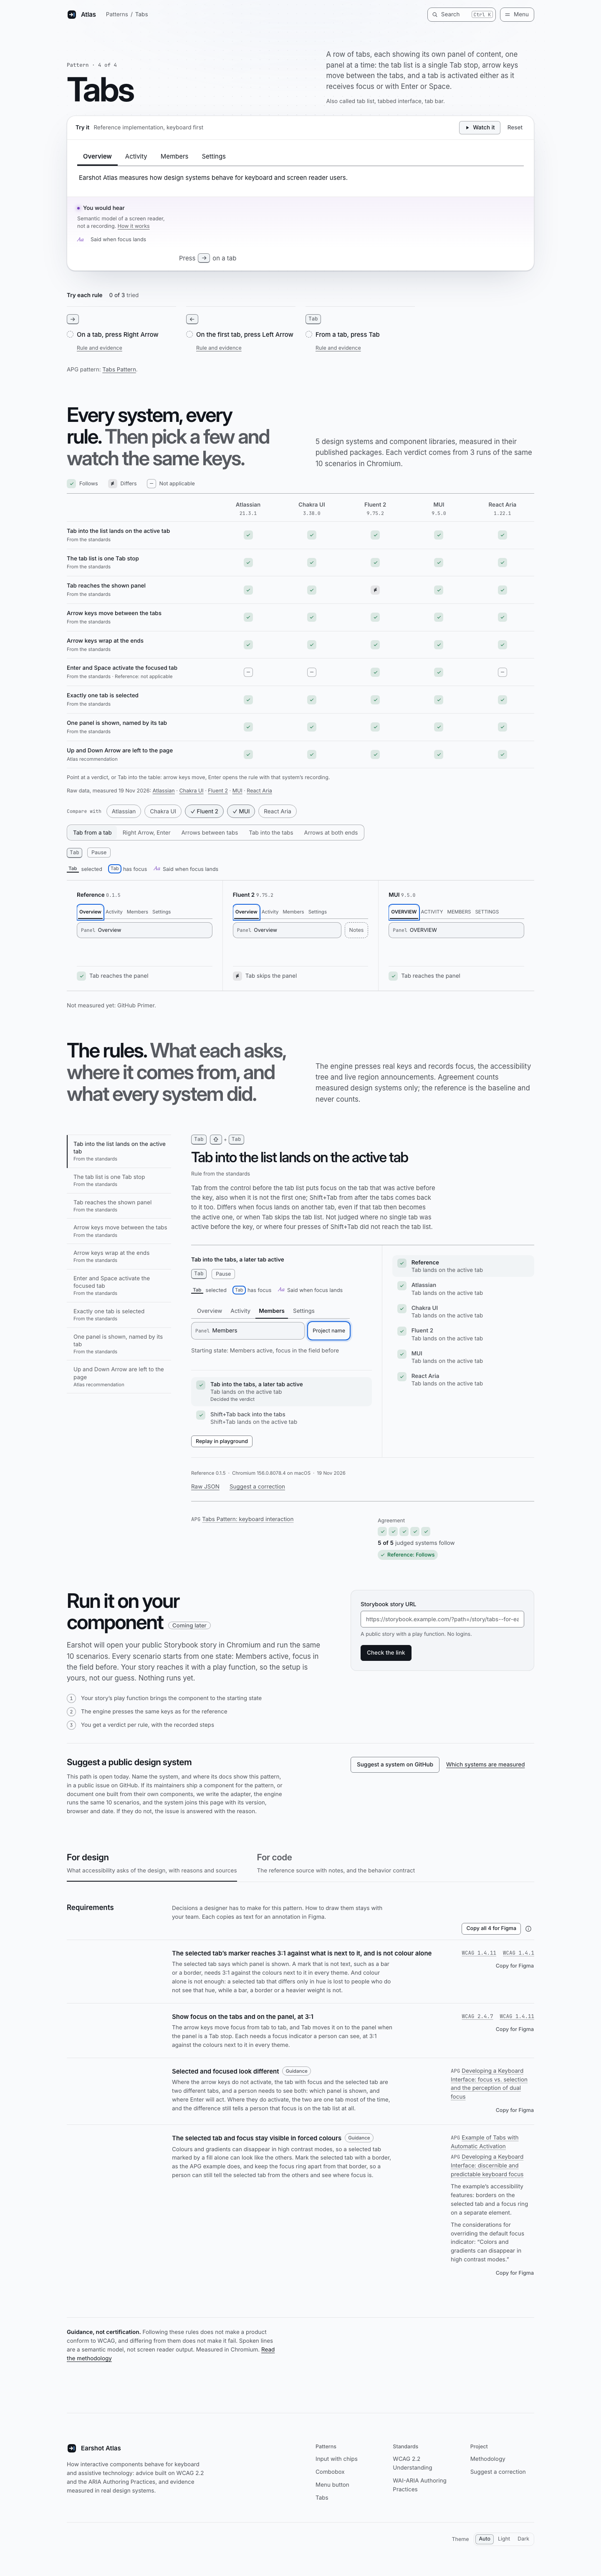 Atlas
Patterns / Tabs
Search
Ctrl K
Menu
Pattern · 4 of 4
Tabs
A row of tabs, each showing its own panel of content, one
panel at a time: the tab list is a single Tab stop, arrow keys
move between the tabs, and a tab is activated either as it
receives focus or with Enter or Space.
Also called tab list, tabbed interface, tab bar.
Try it Reference implementation, keyboard first
Watch it
Reset
Overview Activity Members Settings
Earshot Atlas measures how design systems behave for keyboard and screen reader users.
You would hear
Semantic model of a screen reader,
not a recording. How it works
Aa Said when focus lands
Press → on a tab
Try each rule 0 of 3 tried
→
On a tab, press Right Arrow
Rule and evidence
←
On the first tab, press Left Arrow
Rule and evidence
Tab
From a tab, press Tab
Rule and evidence
APG pattern: Tabs Pattern.
Every system, every
rule. Then pick a few and
watch the same keys.
5 design systems and component libraries, measured in their
published packages. Each verdict comes from 3 runs of the same
10 scenarios in Chromium.
Follows Differs Not applicable
Atlassian Chakra UI Fluent 2 MUI React Aria
21.3.1 3.38.0 9.75.2 9.5.0 1.22.1
Tab into the list lands on the active tab
From the standards
The tab list is one Tab stop
From the standards
Tab reaches the shown panel
From the standards
Arrow keys move between the tabs
From the standards
Arrow keys wrap at the ends
From the standards
Enter and Space activate the focused tab
From the standards · Reference: not applicable
Exactly one tab is selected
From the standards
One panel is shown, named by its tab
From the standards
Up and Down Arrow are left to the page
Atlas recommendation
Point at a verdict, or Tab into the table: arrow keys move, Enter opens the rule with that system's recording.
Raw data, measured 19 Nov 2026: Atlassian · Chakra UI · Fluent 2 · MUI · React Aria
Compare with Atlassian Chakra UI ✓ Fluent 2 ✓ MUI React Aria
Tab from a tab Right Arrow, Enter Arrows between tabs Tab into the tabs Arrows at both ends
Tab Pause
Tab selected Tab has focus Aa Said when focus lands
Reference 0.1.5
Overview Activity Members Settings
Panel Overview
Tab reaches the panel
Fluent 2 9.75.2
Overview Activity Members Settings
Panel Overview
Notes
Tab skips the panel
MUI 9.5.0
OVERVIEW ACTIVITY MEMBERS SETTINGS
Panel OVERVIEW
Tab reaches the panel
Not measured yet: GitHub Primer.
The rules. What each asks,
where it comes from, and
what every system did.
The engine presses real keys and records focus, the accessibility
tree and live region announcements. Agreement counts
measured design systems only; the reference is the baseline and
never counts.
Tab into the list lands on the active
tab
From the standards
The tab list is one Tab stop
From the standards
Tab reaches the shown panel
From the standards
Arrow keys move between the tabs
From the standards
Arrow keys wrap at the ends
From the standards
Enter and Space activate the
focused tab
From the standards
Exactly one tab is selected
From the standards
One panel is shown, named by its
tab
From the standards
Up and Down Arrow are left to the
page
Atlas recommendation
Tab ⇧ + Tab
Tab into the list lands on the active tab
Rule from the standards
Tab from the control before the tab list puts focus on the tab that was active before
the key, also when it is not the first one; Shift+Tab from after the tabs comes back
to it. Differs when focus lands on another tab, even if that tab then becomes
the active one, or when Tab skips the tab list. Not judged where no single tab was
active before the key, or where four presses of Shift+Tab did not reach the tab list.
Tab into the tabs, a later tab active
Tab Pause
Tab selected Tab has focus Aa Said when focus lands
Overview Activity Members Settings
Panel Members
Project name
Starting state: Members active, focus in the field before
Tab into the tabs, a later tab active
Tab lands on the active tab
Decided the verdict
Shift+Tab back into the tabs
Shift+Tab lands on the active tab
Replay in playground
Reference
Tab lands on the active tab
Atlassian
Tab lands on the active tab
Chakra UI
Tab lands on the active tab
Fluent 2
Tab lands on the active tab
MUI
Tab lands on the active tab
React Aria
Tab lands on the active tab
Reference 0.1.5 · Chromium 156.0.8078.4 on macOS · 19 Nov 2026
Raw JSON Suggest a correction
APG Tabs Pattern: keyboard interaction
Agreement
5 of 5 judged systems follow
✓ Reference: Follows
Run it on your
component Coming later
Earshot will open your public Storybook story in Chromium and run the same
10 scenarios. Every scenario starts from one state: Members active, focus in
the field before. Your story reaches it with a play function, so the setup is
yours, not our guess. Nothing runs yet.
1 Your story's play function brings the component to the starting state
2 The engine presses the same keys as for the reference
3 You get a verdict per rule, with the recorded steps
Storybook story URL
https://storybook.example.com/?path=/story/tabs--for-ea
A public story with a play function. No logins.
Check the link
Suggest a public design system
This path is open today. Name the system, and where its docs show this pattern,
in a public issue on GitHub. If its maintainers ship a component for the pattern, or
document one built from their own components, we write the adapter, the engine
runs the same 10 scenarios, and the system joins this page with its version,
browser and date. If they do not, the issue is answered with the reason.
Suggest a system on GitHub
Which systems are measured
For design
What accessibility asks of the design, with reasons and sources
For code
The reference source with notes, and the behavior contract
Requirements
Decisions a designer has to make for this pattern. How to draw them stays with
your team. Each copies as text for an annotation in Figma.
Copy all 4 for Figma
The selected tab's marker reaches 3:1 against what is next to it, and is not colour alone
The selected tab says which panel is shown. A mark that is not text, such as a bar
or a border, needs 3:1 against the colours next to it in every theme. And colour
alone is not enough: a selected tab that differs only in hue is lost to people who do
not see that hue, while a bar, a border or a heavier weight is not.
WCAG 1.4.11 WCAG 1.4.1
Copy for Figma
Show focus on the tabs and on the panel, at 3:1
The arrow keys move focus from tab to tab, and Tab moves it on to the panel when
the panel is a Tab stop. Each needs a focus indicator a person can see, at 3:1
against the colours next to it in every theme.
WCAG 2.4.7 WCAG 1.4.11
Copy for Figma
Selected and focused look different Guidance
Where the arrow keys do not activate, the tab with focus and the selected tab are
two different tabs, and a person needs to see both: which panel is shown, and
where Enter will act. Where they do activate, the two are one tab most of the time,
and the difference still tells a person that focus is on the tab list at all.
APG Developing a Keyboard
Interface: focus vs. selection
and the perception of dual
focus
Copy for Figma
The selected tab and focus stay visible in forced colours Guidance
Colours and gradients can disappear in high contrast modes, so a selected tab
marked by a fill alone can look like the others. Mark the selected tab with a border,
as the APG example does, and keep the focus ring apart from that border, so a
person can still tell the selected tab from the others and see where focus is.
APG Example of Tabs with
Automatic Activation
APG Developing a Keyboard
Interface: discernible and
predictable keyboard focus
The example's accessibility
features: borders on the
selected tab and a focus ring
on a separate element.
The considerations for
overriding the default focus
indicator: "Colors and
gradients can disappear in
high contrast modes."
Copy for Figma
Guidance, not certification. Following these rules does not make a product
conform to WCAG, and differing from them does not make it fail. Spoken lines
are a semantic model, not screen reader output. Measured in Chromium. Read
the methodology
Earshot Atlas
How interactive components behave for keyboard
and assistive technology: advice built on WCAG 2.2
and the ARIA Authoring Practices, and evidence
measured in real design systems.
Patterns
Input with chips
Combobox
Menu button
Tabs
Standards
WCAG 2.2
Understanding
WAI-ARIA Authoring
Practices
Project
Methodology
Suggest a correction
Theme Auto Light Dark